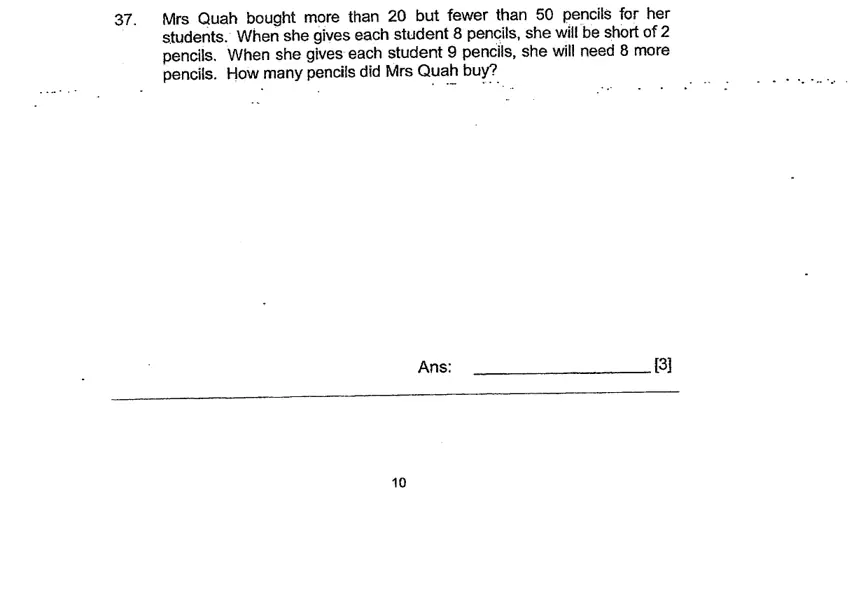 37. Mrs Quah bought more than 20 but fewer than 50 pencils for her
students. When she gives each student 8 pencils, she will be short of 2
pencils. When she gives each student 9 pencils, she will need 8 more
pencils. How many pencils did Mrs Quah buy?
Ans: ____________________ [3]
10